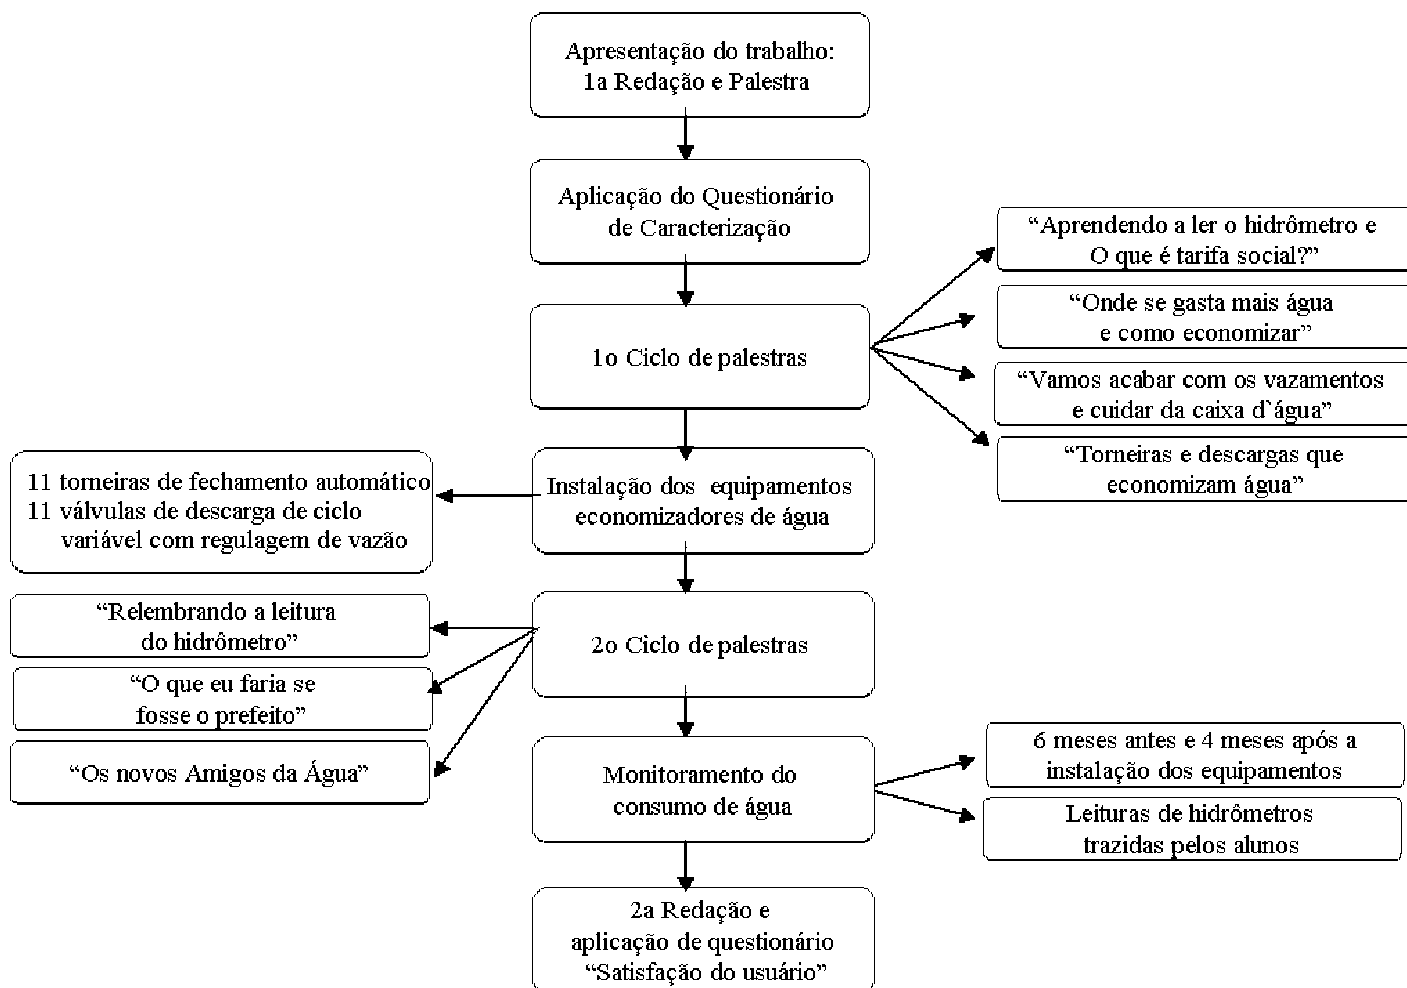 Apresentação do trabalho:
1a Redação e Palestra
Aplicação do Questionário
de Caracterização
1o Ciclo de palestras
“Aprendendo a ler o hidrômetro e
O que é tarifa social?”
“Onde se gasta mais água
e como economizar”
“Vamos acabar com os vazamentos
e cuidar da caixa d`água”
“Torneiras e descargas que
economizam água”
Instalação dos equipamentos
economizadores de água
11 torneiras de fechamento automático
11 válvulas de descarga de ciclo
variável com regulagem de vazão
2o Ciclo de palestras
“Relembrando a leitura
do hidrômetro”
“O que eu faria se
fosse o prefeito”
“Os novos Amigos da Água”
Monitoramento do
consumo de água
6 meses antes e 4 meses após a
instalação dos equipamentos
Leituras de hidrômetros
trazidas pelos alunos
2a Redação e
aplicação de questionário
“Satisfação do usuário”